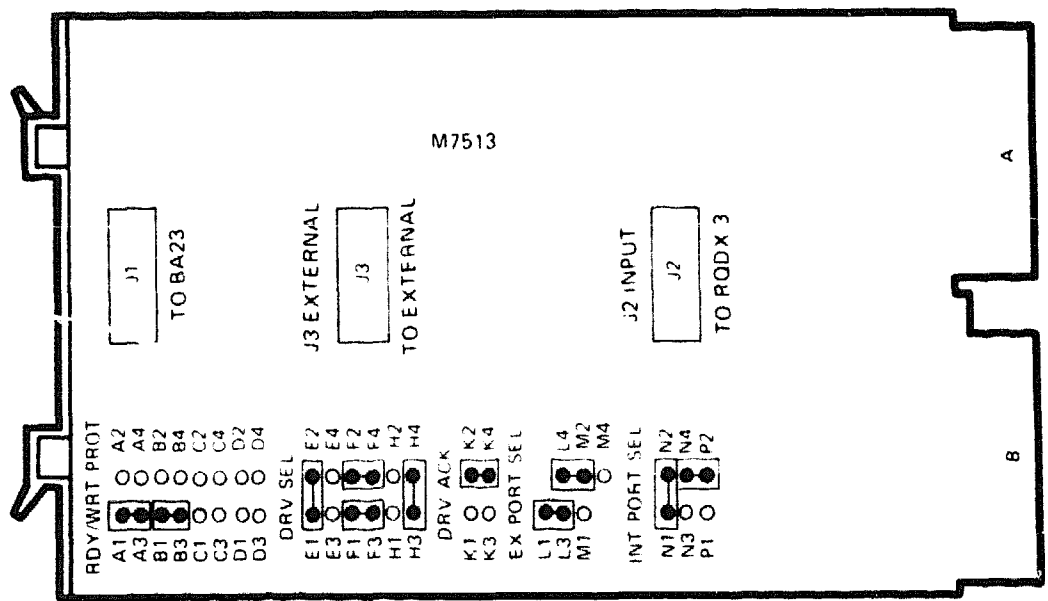 M7513
A
B
J1
TO BA23
J3 EXTERNAL
J3
TO EXTERNAL
J2 INPUT
J2
TO RQDX 3
RDY/WRT PROT
A1 A2
A3 A4
B1 B2
B3 B4
C1 C2
C3 C4
D1 D2
D3 D4
DRV SEL
E1 E2
E3 E4
F1 F2
F3 F4
H1 H2
H3 H4
DRV ACK
K1 K2
K3 K4
EX PORT SEL
L1
L3 L4
M1 M2
M4
INT PORT SEL
N1 N2
N3 N4
P1 P2